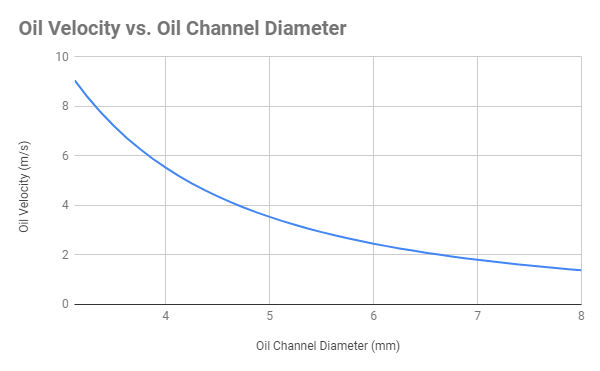 Oil Velocity vs. Oil Channel Diameter
10
8
6
4
2
0
Oil Velocity (m/s)
4 5 6 7 8
Oil Channel Diameter (mm)